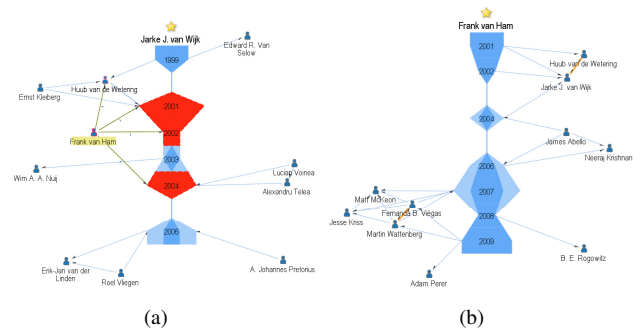 Jarke J. van Wijk
Edward R. Van
Selow
1999
Huub van de Wetering
Ernst Kleiberg
2001
2002
Frank van Ham
2003
Wim A. A. Nuij
Lucian Voinea
2004
Alexandru Telea
2006
Erik-Jan van der
Linden
Roel Vliegen
A. Johannes Pretorius
(a)
Frank van Ham
2001
Huub van de Wetering
2002
Jarke J. van Wijk
2004
James Abello
Neeraj Krishnan
2006
2007
Matt McKeon
Fernanda B. Viégas
Jesse Kriss
2008
Martin Wattenberg
2009
B. E. Rogowitz
Adam Perer
(b)